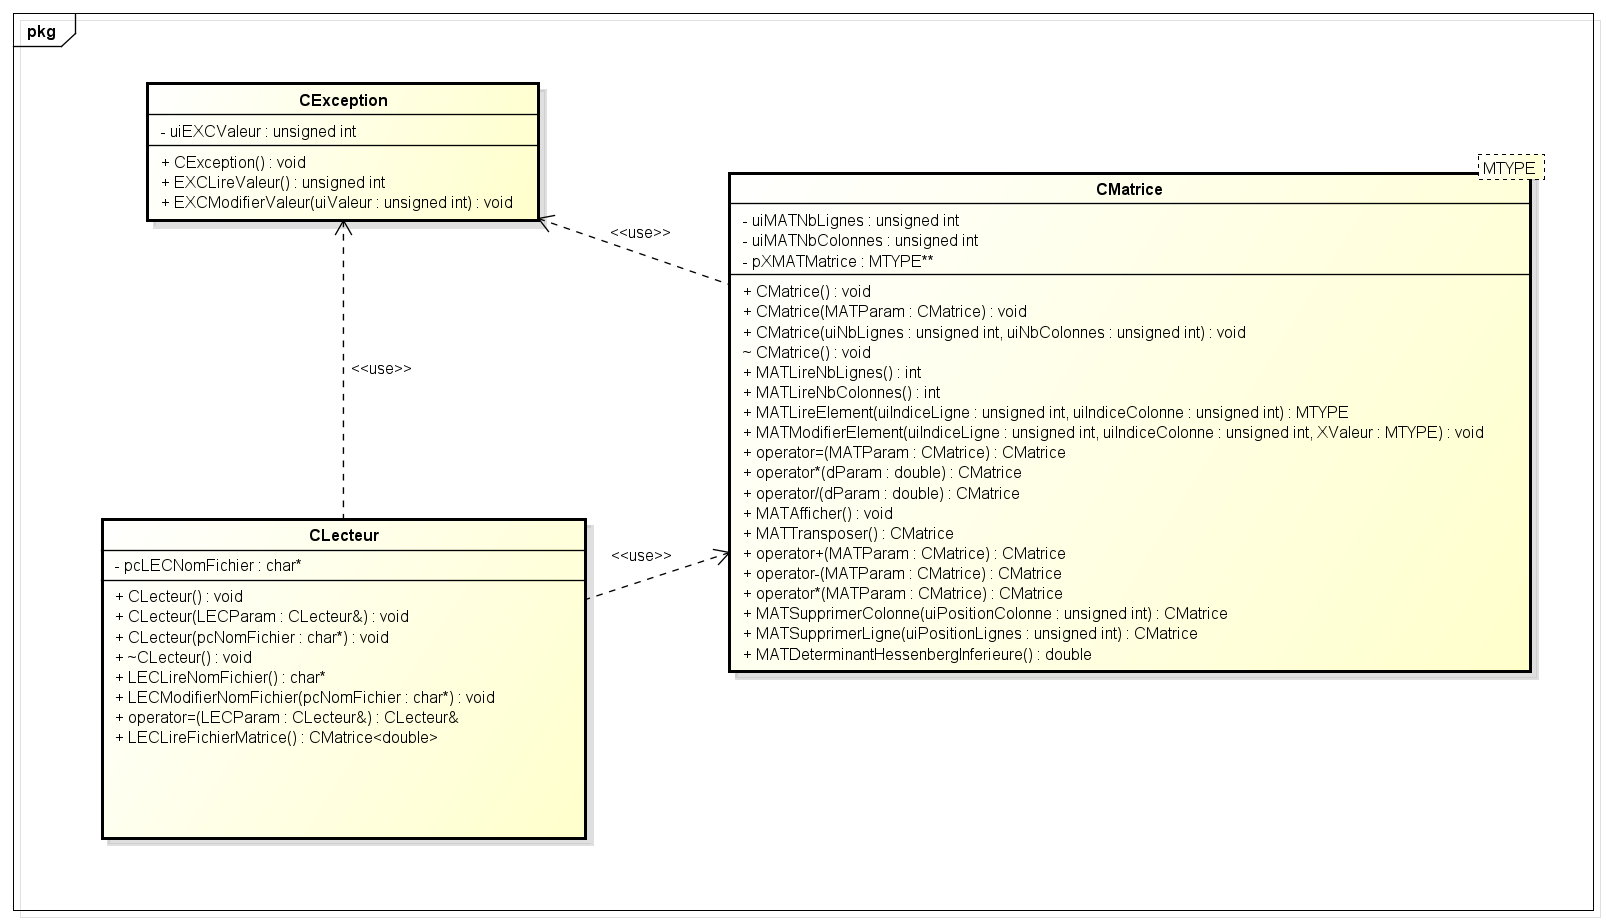 pkg
CException
- uiEXCValeur : unsigned int
+ CException() : void
+ EXCLireValeur() : unsigned int
+ EXCModifierValeur(uiValeur : unsigned int) : void
<<use>>
MTYPE
CMatrice
- uiMATNbLignes : unsigned int
- uiMATNbColonnes : unsigned int
- pXMATMatrice : MTYPE**
+ CMatrice() : void
+ CMatrice(MATParam : CMatrice) : void
+ CMatrice(uiNbLignes : unsigned int, uiNbColonnes : unsigned int) : void
~ CMatrice() : void
+ MATLireNbLignes() : int
+ MATLireNbColonnes() : int
+ MATLireElement(uiIndiceLigne : unsigned int, uiIndiceColonne : unsigned int) : MTYPE
+ MATModifierElement(uiIndiceLigne : unsigned int, uiIndiceColonne : unsigned int, XValeur : MTYPE) : void
+ operator=(MATParam : CMatrice) : CMatrice
+ operator*(dParam : double) : CMatrice
+ operator/(dParam : double) : CMatrice
+ MATAfficher() : void
+ MATTransposer() : CMatrice
+ operator+(MATParam : CMatrice) : CMatrice
+ operator-(MATParam : CMatrice) : CMatrice
+ operator*(MATParam : CMatrice) : CMatrice
+ MATSupprimerColonne(uiPositionColonne : unsigned int) : CMatrice
+ MATSupprimerLigne(uiPositionLignes : unsigned int) : CMatrice
+ MATDeterminantHessenbergInferieure() : double
<<use>>
<<use>>
CLecteur
- pcLECNomFichier : char*
+ CLecteur() : void
+ CLecteur(LECParam : CLecteur&) : void
+ CLecteur(pcNomFichier : char*) : void
+ ~CLecteur() : void
+ LECLireNomFichier() : char*
+ LECModifierNomFichier(pcNomFichier : char*) : void
+ operator=(LECParam : CLecteur&) : CLecteur&
+ LECLireFichierMatrice() : CMatrice<double>